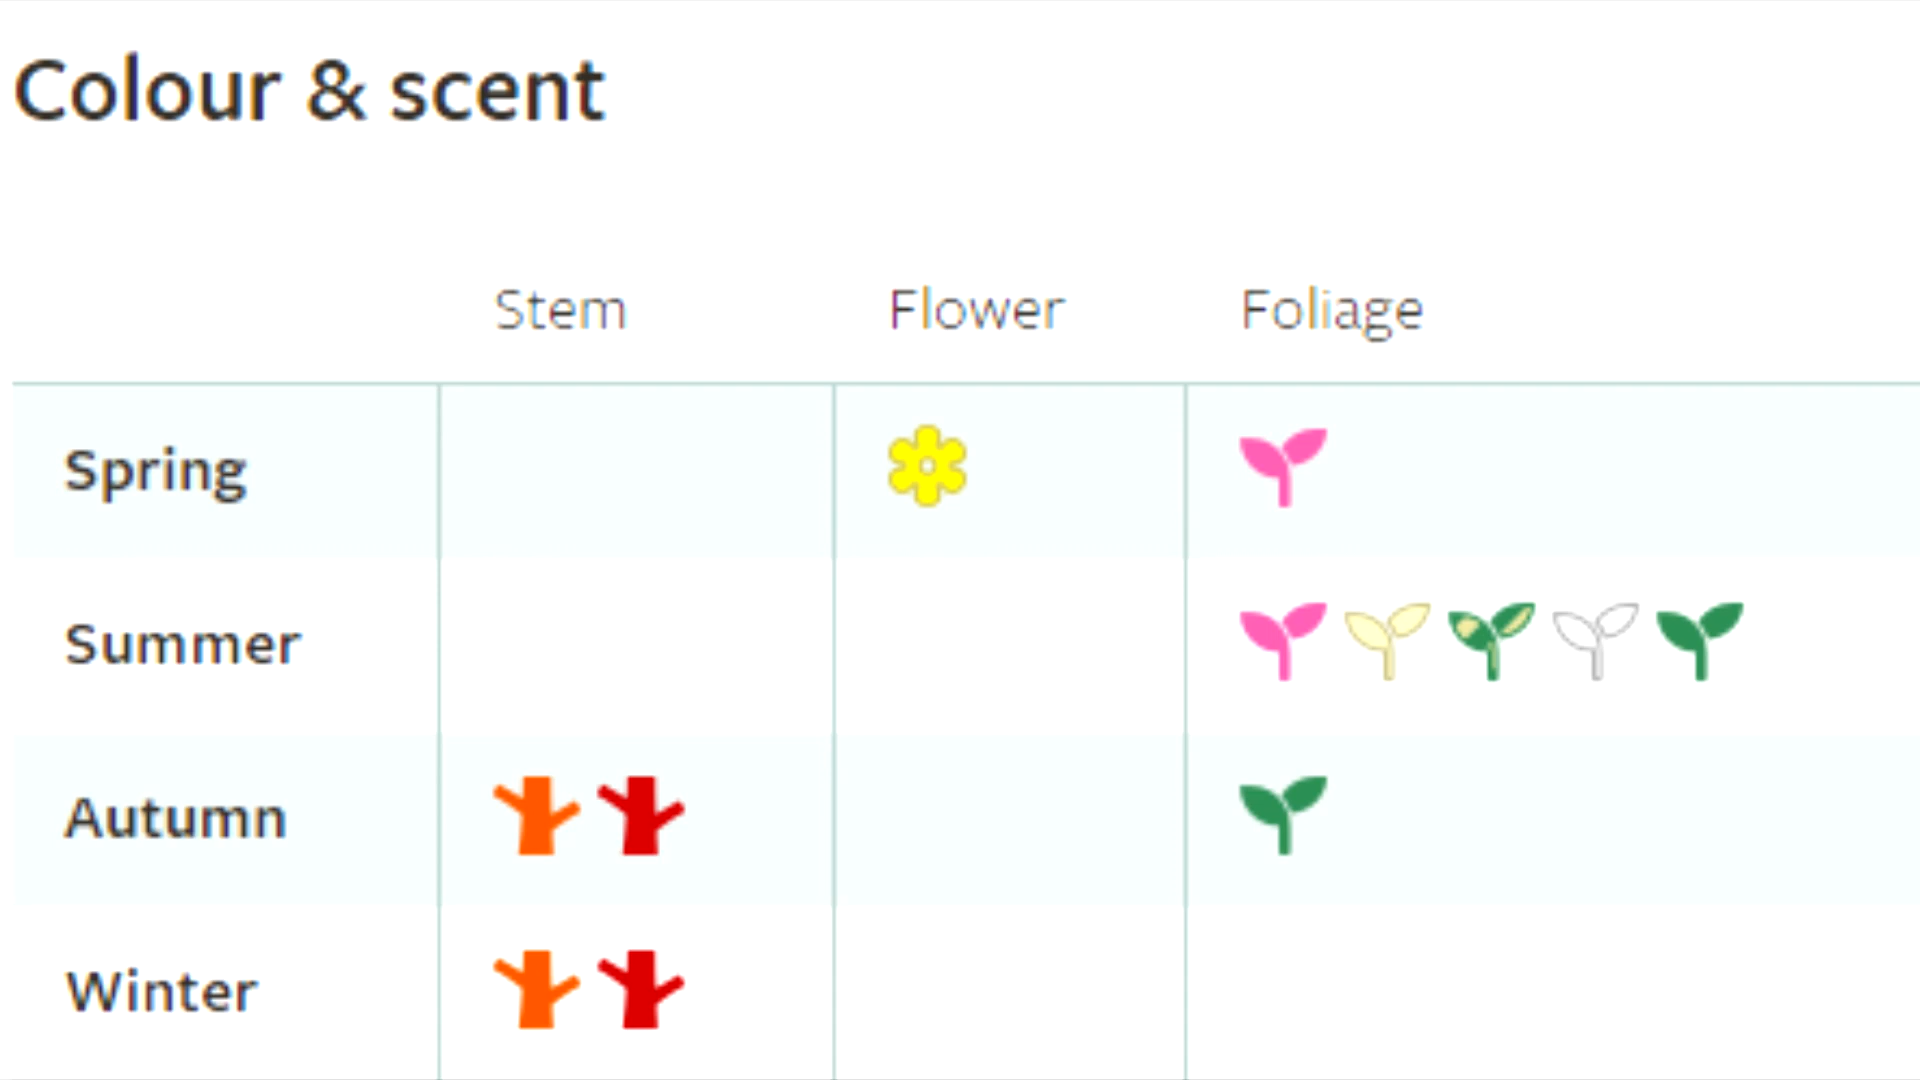 Colour & scent
Stem Flower Foliage
Spring
Summer
Autumn
Winter